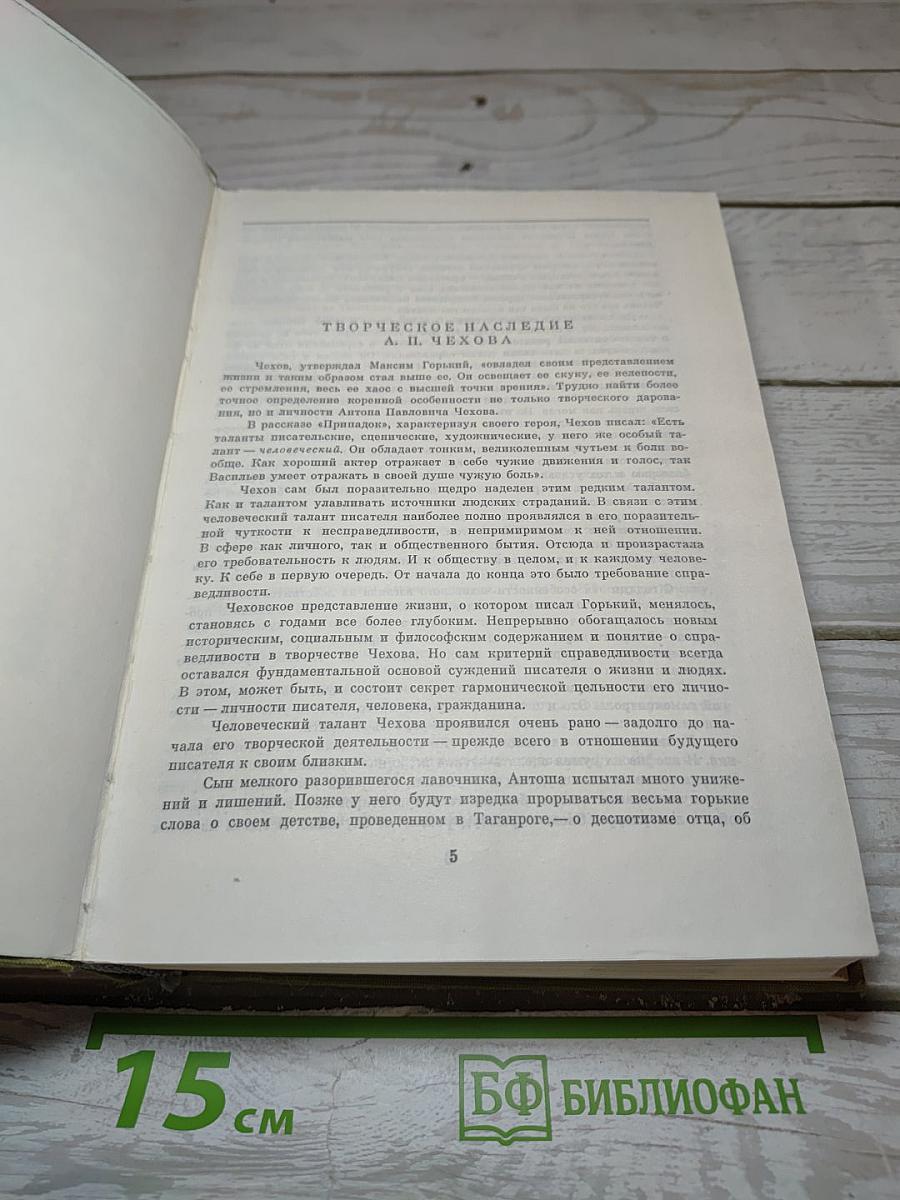 ТВОРЧЕСКОЕ НАСЛЕДИЕ
А. П. ЧЕХОВА
Чехов, утверждал Максим Горький, «овладел своим представлением
жизни и таким образом стал выше ее. Он освещает ее скуку, ее нелепости,
ее стремления, весь ее хаос с высшей точки зрения». Трудно найти более
точное определение коренной особенности не только творческого дарова-
ния, но и личности Антона Павловича Чехова.
В рассказе «Припадок», характеризуя своего героя, Чехов писал: «Есть
таланты писательские, сценические, художнические, у него же особый та-
лант — человеческий. Он обладает тонким, великолепным чутьем к боли во-
обще. Как хороший актер отражает в себе чужие движения и голос, так
Васильев умеет отражать в своей душе чужую боль».
Чехов сам был поразительно щедро наделен этим редким талантом.
Как и талантом улавливать источники людских страданий. В связи с этим
человеческий талант писателя наиболее полно проявлялся в его поразитель-
ной чуткости к несправедливости, в непримиримом к ней отношении.
В сфере как личного, так и общественного бытия. Отсюда и произрастала
его требовательность к людям. И к обществу в целом, и к каждому челове-
ку. К себе в первую очередь. От начала до конца это было требование спра-
ведливости.
Чеховское представление жизни, о котором писал Горький, менялось,
становясь с годами все более глубоким. Непрерывно обогащалось новым
историческим, социальным и философским содержанием и понятие о спра-
ведливости в творчестве Чехова. Но сам критерий справедливости всегда
оставался фундаментальной основой суждений писателя о жизни и людях.
В этом, может быть, и состоит секрет гармонической цельности его лично-
сти — личности писателя, человека, гражданина.
Человеческий талант Чехова проявился очень рано — задолго до на-
чала его творческой деятельности — прежде всего в отношении будущего
писателя к своим близким.
Сын мелкого разорившегося лавочника, Антоша испытал много униже-
ний и лишений. Позже у него будут изредка прорываться весьма горькие
слова о своем детстве, проведенном в Таганроге,— о деспотизме отца, об
5
15 см
БФ БИБЛИОФАН